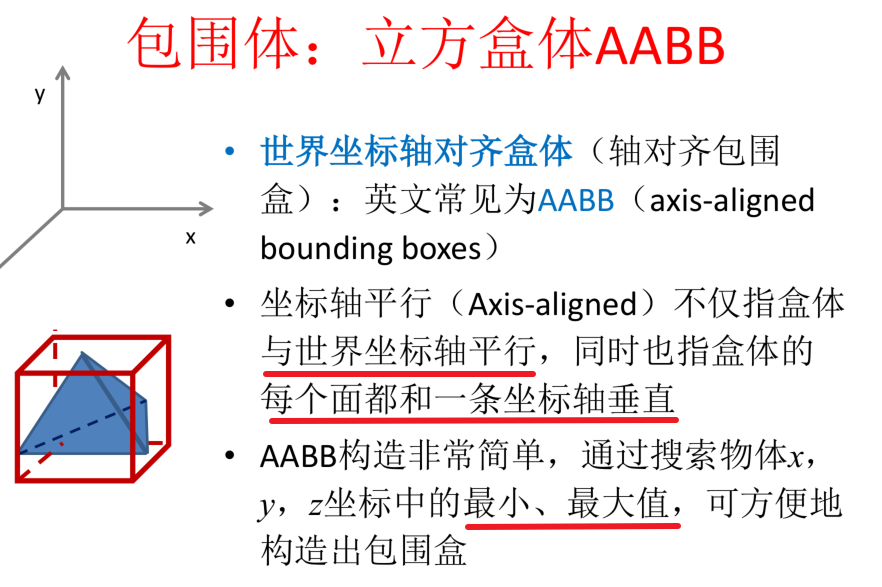 包围体：立方盒体AABB
y
x
• 世界坐标轴对齐盒体（轴对齐包围
盒）：英文常见为AABB（axis-aligned
bounding boxes）
• 坐标轴平行（Axis-aligned）不仅指盒体
与世界坐标轴平行，同时也指盒体的
每个面都和一条坐标轴垂直
• AABB构造非常简单，通过搜索物体x，
y，z坐标中的最小、最大值，可方便地
构造出包围盒